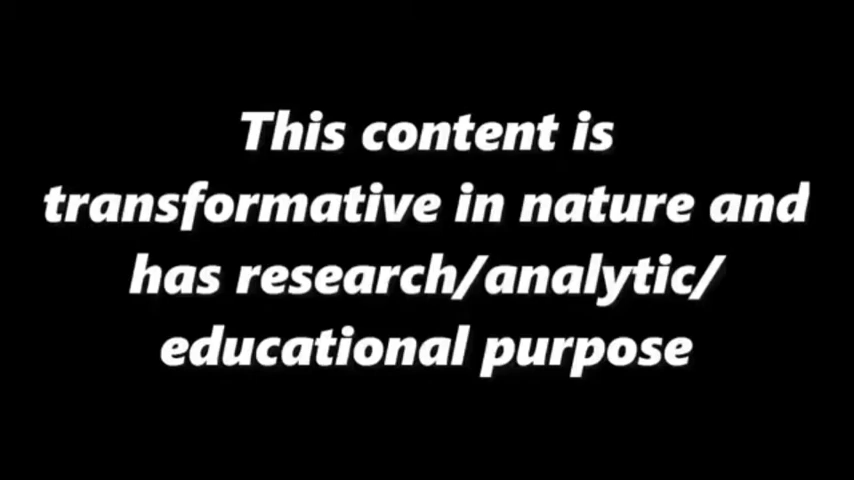 This content is
transformative in nature and
has research/analytic/
educational purpose